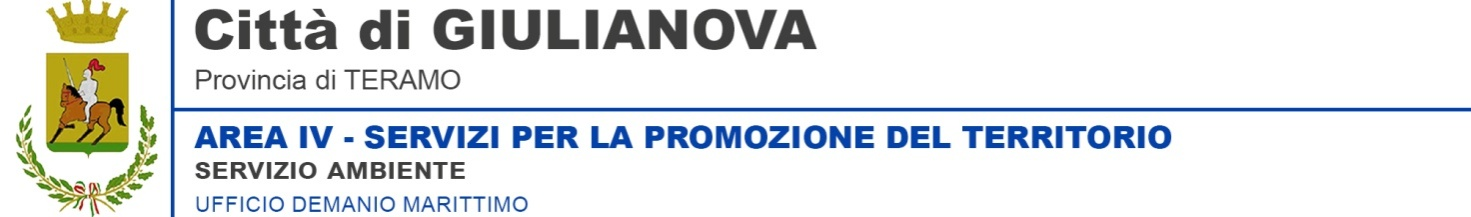 Città di GIULIANOVA
Provincia di TERAMO
AREA IV - SERVIZI PER LA PROMOZIONE DEL TERRITORIO
SERVIZIO AMBIENTE
UFFICIO DEMANIO MARITTIMO